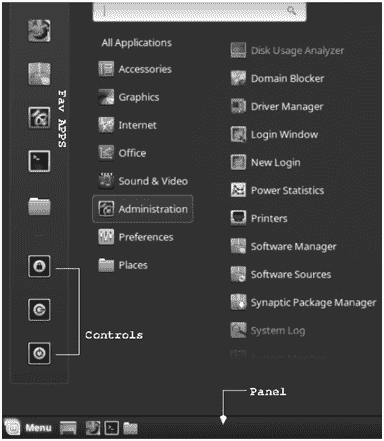 All Applications
Accessories
Graphics
Internet
Office
Sound & Video
Administration
Preferences
Places
Disk Usage Analyzer
Domain Blocker
Driver Manager
Login Window
New Login
Power Statistics
Printers
Software Manager
Software Sources
Synaptic Package Manager
System Log
Fav APPS
Controls
Panel
Menu